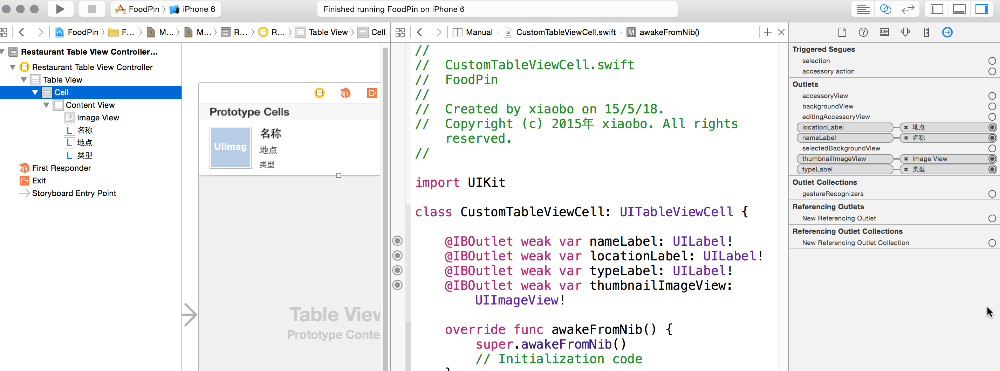 FoodPin iPhone 6
Finished running FoodPin on iPhone 6
FoodPin F... M... M... R... R... Table View Cell
Manual CustomTableViewCell.swift M awakeFromNib()
Restaurant Table View Controller...
Restaurant Table View Controller
Table View
Cell
Content View
Image View
L 名称
L 地点
L 类型
First Responder
Exit
Storyboard Entry Point
Prototype Cells
UIImag
名称
地点
类型
Table View
Prototype Conte
//
// CustomTableViewCell.swift
// FoodPin
//
// Created by xiaobo on 15/5/18.
// Copyright (c) 2015年 xiaobo. All rights
reserved.
//
import UIKit
class CustomTableViewCell: UITableViewCell {
@IBOutlet weak var nameLabel: UILabel!
@IBOutlet weak var locationLabel: UILabel!
@IBOutlet weak var typeLabel: UILabel!
@IBOutlet weak var thumbnailImageView:
UIImageView!
override func awakeFromNib() {
super.awakeFromNib()
// Initialization code
}
Triggered Segues
selection
accessory action
Outlets
accessoryView
backgroundView
editingAccessoryView
locationLabel 地点
nameLabel 名称
selectedBackgroundView
thumbnailImageView Image View
typeLabel 类型
Outlet Collections
gestureRecognizers
Referencing Outlets
New Referencing Outlet
Referencing Outlet Collections
New Referencing Outlet Collection